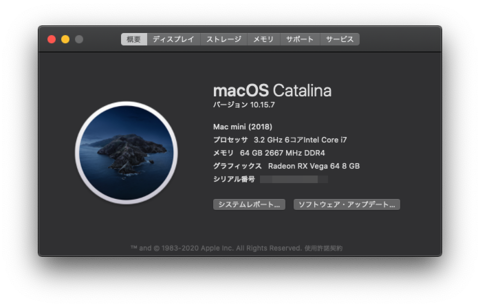 概要 ディスプレイ ストレージ メモリ サポート サービス
macOS Catalina
バージョン 10.15.7
Mac mini (2018)
プロセッサ 3.2 GHz 6コアIntel Core i7
メモリ 64 GB 2667 MHz DDR4
グラフィックス Radeon RX Vega 64 8 GB
シリアル番号
システムレポート... ソフトウェア・アップデート...
™ and © 1983-2020 Apple Inc. All Rights Reserved. 使用許諾契約